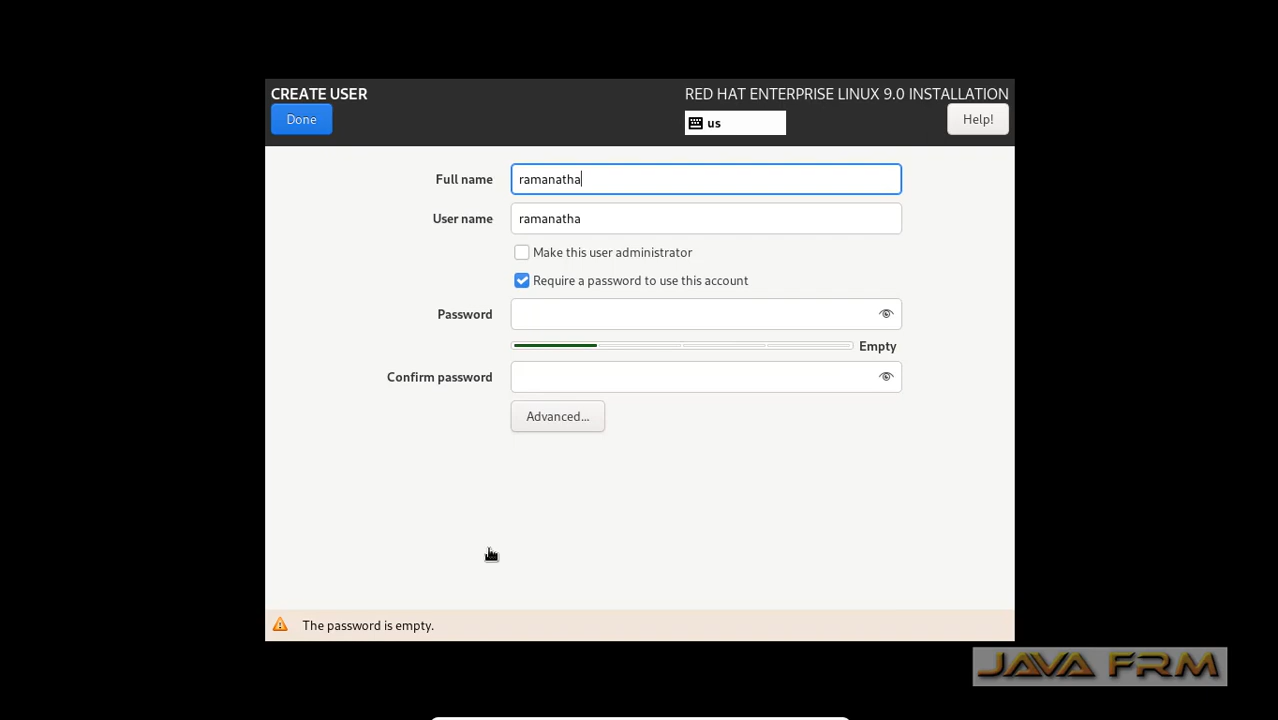 CREATE USER
RED HAT ENTERPRISE LINUX 9.0 INSTALLATION
Done
us
Help!
Full name
ramanatha
User name
ramanatha
Make this user administrator
Require a password to use this account
Password
Empty
Confirm password
Advanced...
The password is empty.
JAVA FRM